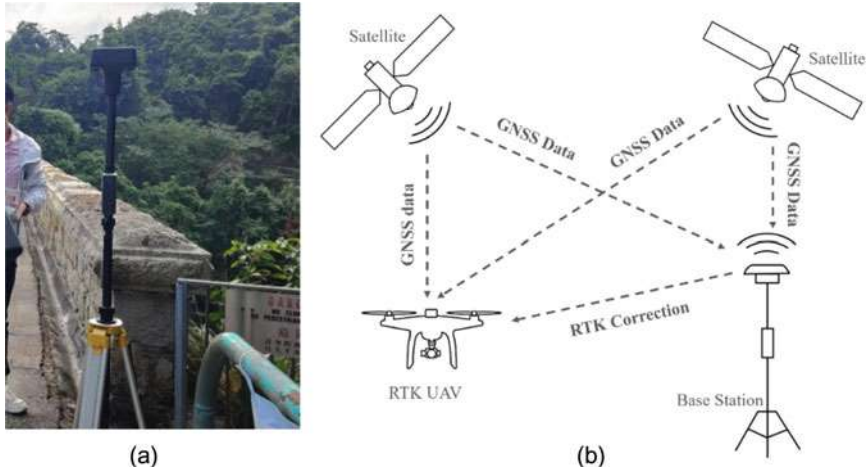 Satellite
Satellite
GNSS Data
GNSS Data
GNSS data
GNSS Data
RTK Correction
RTK UAV
Base Station
(a)
(b)